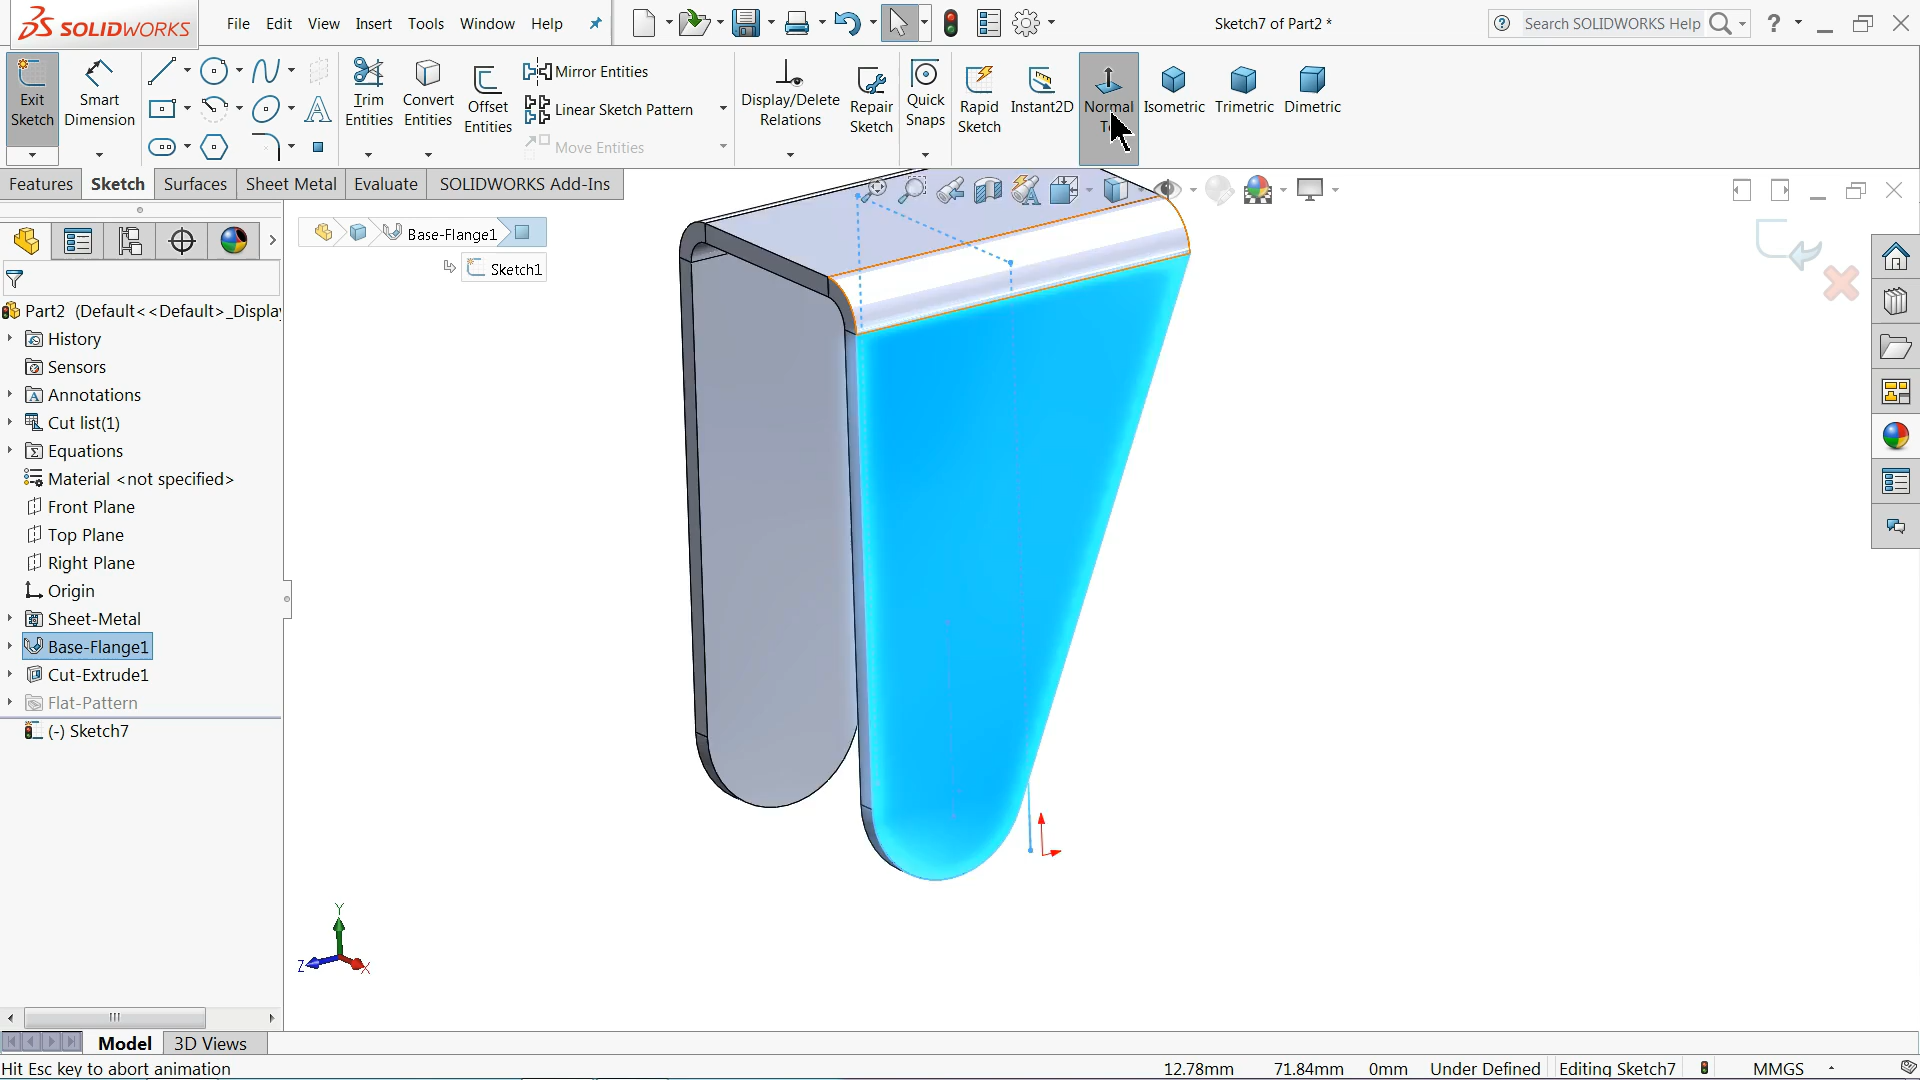 SOLIDWORKS
File Edit View Insert Tools Window Help
Sketch7 of Part2 *
Search SOLIDWORKS Help
?
Exit Sketch
Smart Dimension
Trim Entities
Convert Entities
Offset Entities
Mirror Entities
Linear Sketch Pattern
Move Entities
Display/Delete Relations
Repair Sketch
Quick Snaps
Rapid Sketch
Instant2D
Normal
Isometric
Trimetric
Dimetric
Features Sketch Surfaces Sheet Metal Evaluate SOLIDWORKS Add-Ins
Base-Flange1
Sketch1
Part2 (Default<<Default>_Displa
History
Sensors
Annotations
Cut list(1)
Equations
Material <not specified>
Front Plane
Top Plane
Right Plane
Origin
Sheet-Metal
Base-Flange1
Cut-Extrude1
Flat-Pattern
(-) Sketch7
Y
Z
X
Model 3D Views
Hit Esc key to abort animation
12.78mm 71.84mm 0mm Under Defined Editing Sketch7 MMGS